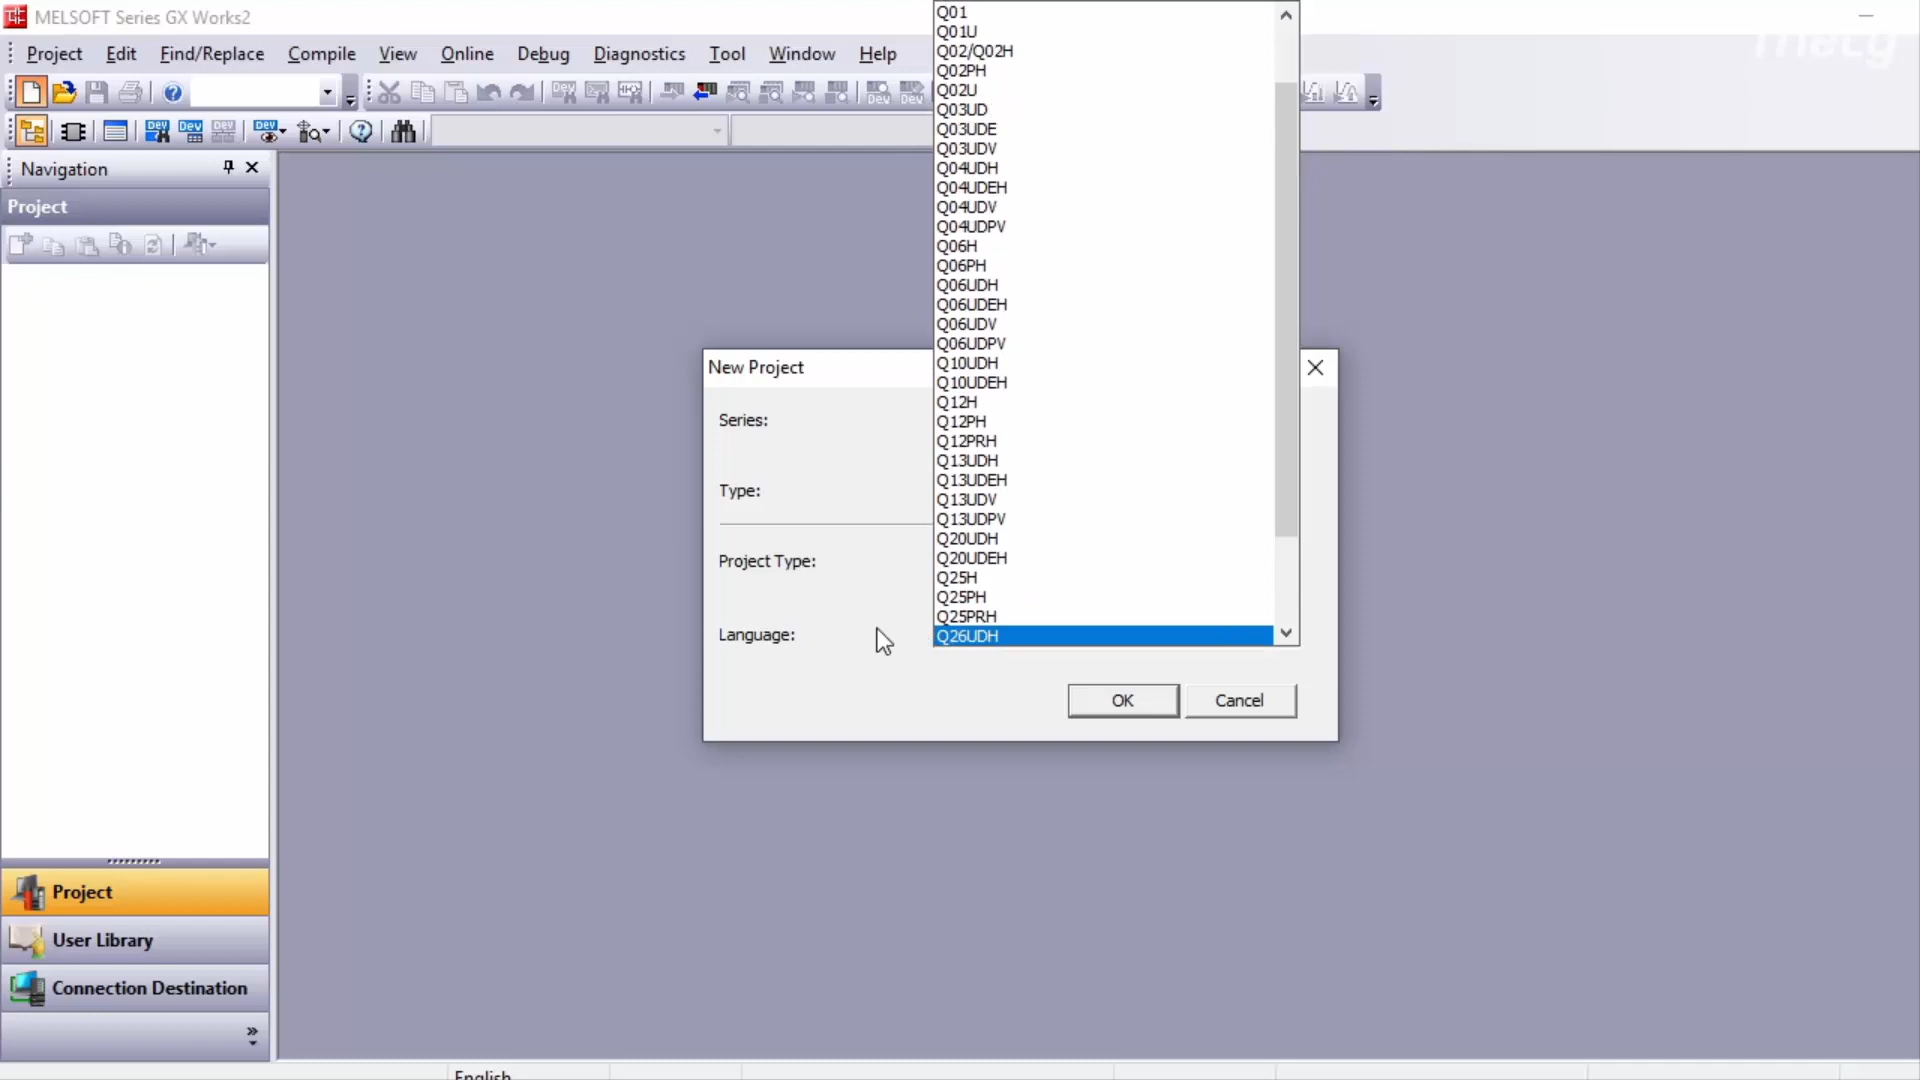 MELSOFT Series GX Works2
Project Edit Find/Replace Compile View Online Debug Diagnostics Tool Window Help
Navigation
Project
New Project
Series:
Type:
Project Type:
Language:
Q01
Q01U
Q02/Q02H
Q02PH
Q02U
Q03UD
Q03UDE
Q03UDV
Q04UDH
Q04UDEH
Q04UDV
Q04UDPV
Q06H
Q06PH
Q06UDH
Q06UDEH
Q06UDV
Q06UDPV
Q10UDH
Q10UDEH
Q12H
Q12PH
Q12PRH
Q13UDH
Q13UDEH
Q13UDV
Q13UDPV
Q20UDH
Q20UDEH
Q25H
Q25PH
Q25PRH
Q26UDH
OK Cancel
Project
User Library
Connection Destination
English